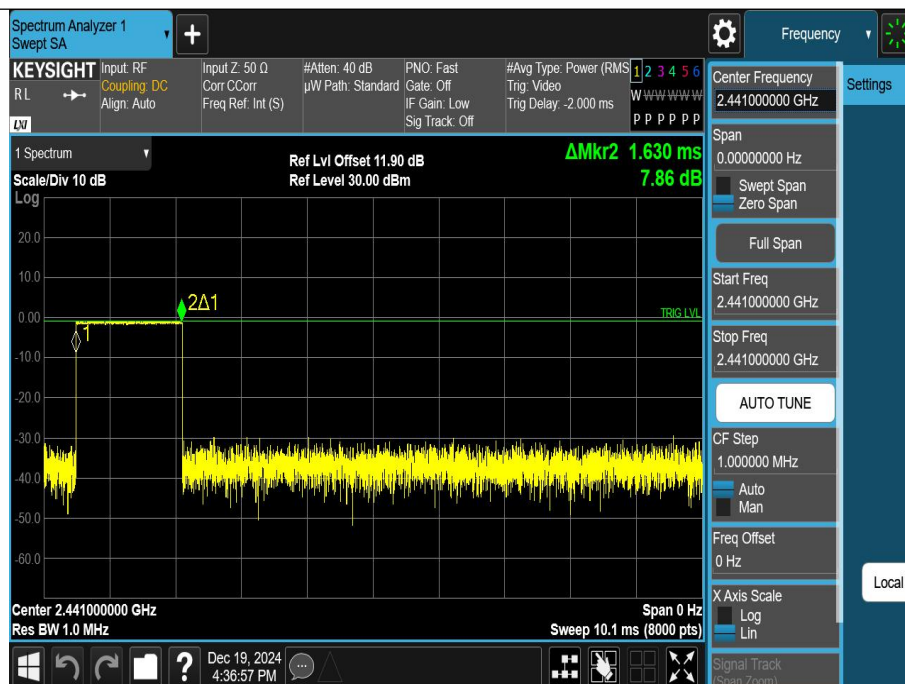 Spectrum Analyzer 1
Swept SA
+
Frequency
KEYSIGHT
R L
LXI
Input: RF
Coupling: DC
Align: Auto
Input Z: 50 Ω
Corr CCorr
Freq Ref: Int (S)
#Atten: 40 dB
µW Path: Standard
PNO: Fast
Gate: Off
IF Gain: Low
Sig Track: Off
#Avg Type: Power (RMS
Trig: Video
Trig Delay: -2.000 ms
1 2 3 4 5 6
W W W W W W
P P P P P P
Center Frequency
2.441000000 GHz
Settings
Span
0.00000000 Hz
Swept Span
Zero Span
Full Span
Start Freq
2.441000000 GHz
Stop Freq
2.441000000 GHz
AUTO TUNE
CF Step
1.000000 MHz
Auto
Man
Freq Offset
0 Hz
X Axis Scale
Log
Lin
Signal Track
(Span Zoom)
Local
1 Spectrum
Scale/Div 10 dB
Log
Ref Lvl Offset 11.90 dB
Ref Level 30.00 dBm
ΔMkr2 1.630 ms
7.86 dB
20.0
10.0
0.00
-10.0
-20.0
-30.0
-40.0
-50.0
-60.0
2Δ1
1
TRIG LVL
Center 2.441000000 GHz
Res BW 1.0 MHz
Span 0 Hz
Sweep 10.1 ms (8000 pts)
?
Dec 19, 2024
4:36:57 PM